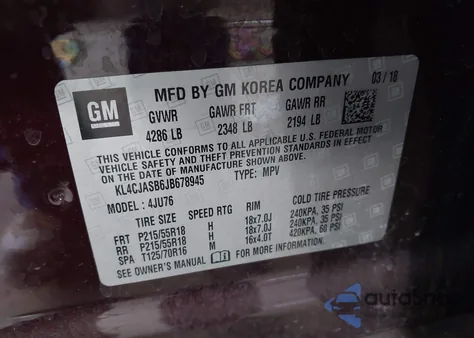 MFD BY GM KOREA COMPANY 03/18
GM
GVWR GAWR FRT GAWR RR
4286 LB 2348 LB 2194 LB
THIS VEHICLE CONFORMS TO ALL APPLICABLE U.S. FEDERAL MOTOR
VEHICLE SAFETY AND THEFT PREVENTION STANDARDS IN EFFECT ON
THE DATE OF MANUFACTURE SHOWN ABOVE.
KL4CJASB6JB678945 TYPE: MPV
MODEL: 4JU76
TIRE SIZE SPEED RTG RIM COLD TIRE PRESSURE
FRT P215/55R18 H 18x7.0J 240KPA, 35 PSI
RR P215/55R18 H 18x7.0J 240KPA, 35 PSI
SPA T125/70R16 M 16x4.0T 420KPA, 60 PSI
SEE OWNER'S MANUAL FOR MORE INFORMATION.